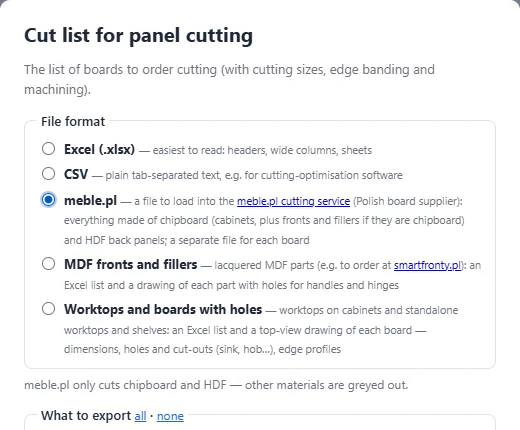 Cut list for panel cutting
The list of boards to order cutting (with cutting sizes, edge banding and
machining).
File format
Excel (.xlsx) — easiest to read: headers, wide columns, sheets
CSV — plain tab-separated text, e.g. for cutting-optimisation software
meble.pl — a file to load into the meble.pl cutting service (Polish board supplier):
everything made of chipboard (cabinets, plus fronts and fillers if they are chipboard)
and HDF back panels; a separate file for each board
MDF fronts and fillers — lacquered MDF parts (e.g. to order at smartfronty.pl): an
Excel list and a drawing of each part with holes for handles and hinges
Worktops and boards with holes — worktops on cabinets and standalone
worktops and shelves: an Excel list and a top-view drawing of each board —
dimensions, holes and cut-outs (sink, hob...), edge profiles
meble.pl only cuts chipboard and HDF — other materials are greyed out.
What to export all · none